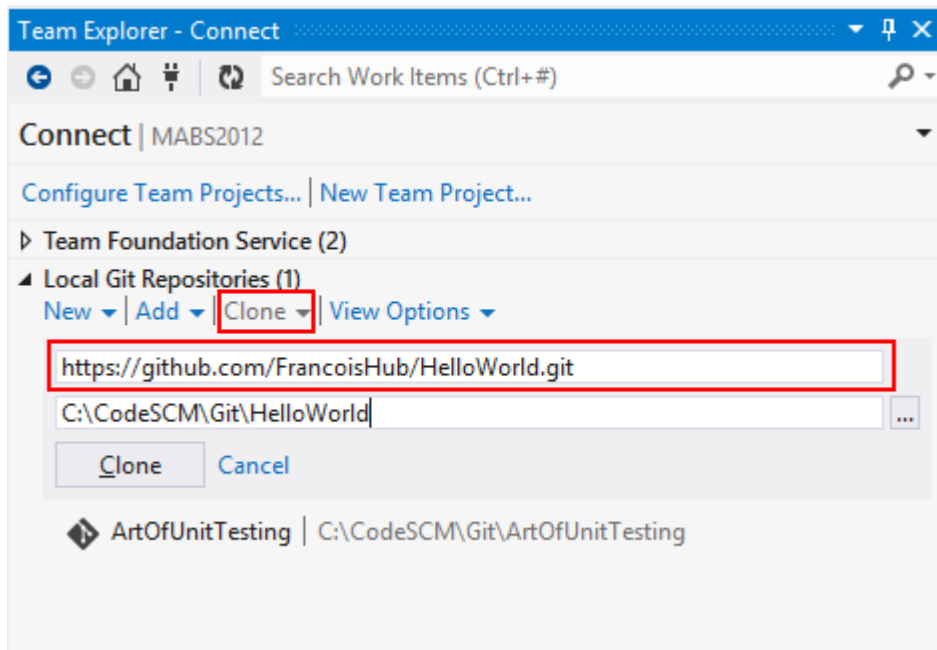 Team Explorer - Connect
Search Work Items (Ctrl+#)
Connect | MABS2012
Configure Team Projects... | New Team Project...
Team Foundation Service (2)
Local Git Repositories (1)
New | Add | Clone | View Options
https://github.com/FrancoisHub/HelloWorld.git
C:\CodeSCM\Git\HelloWorld ...
Clone Cancel
ArtOfUnitTesting | C:\CodeSCM\Git\ArtOfUnitTesting